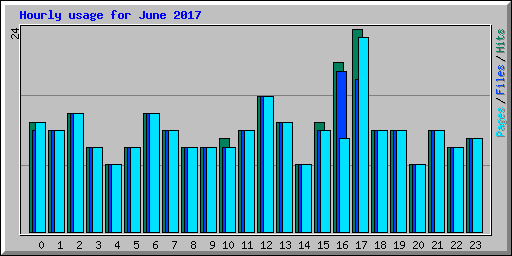 Hourly usage for June 2017
24
Pages / Files / Hits
0 1 2 3 4 5 6 7 8 9 10 11 12 13 14 15 16 17 18 19 20 21 22 23